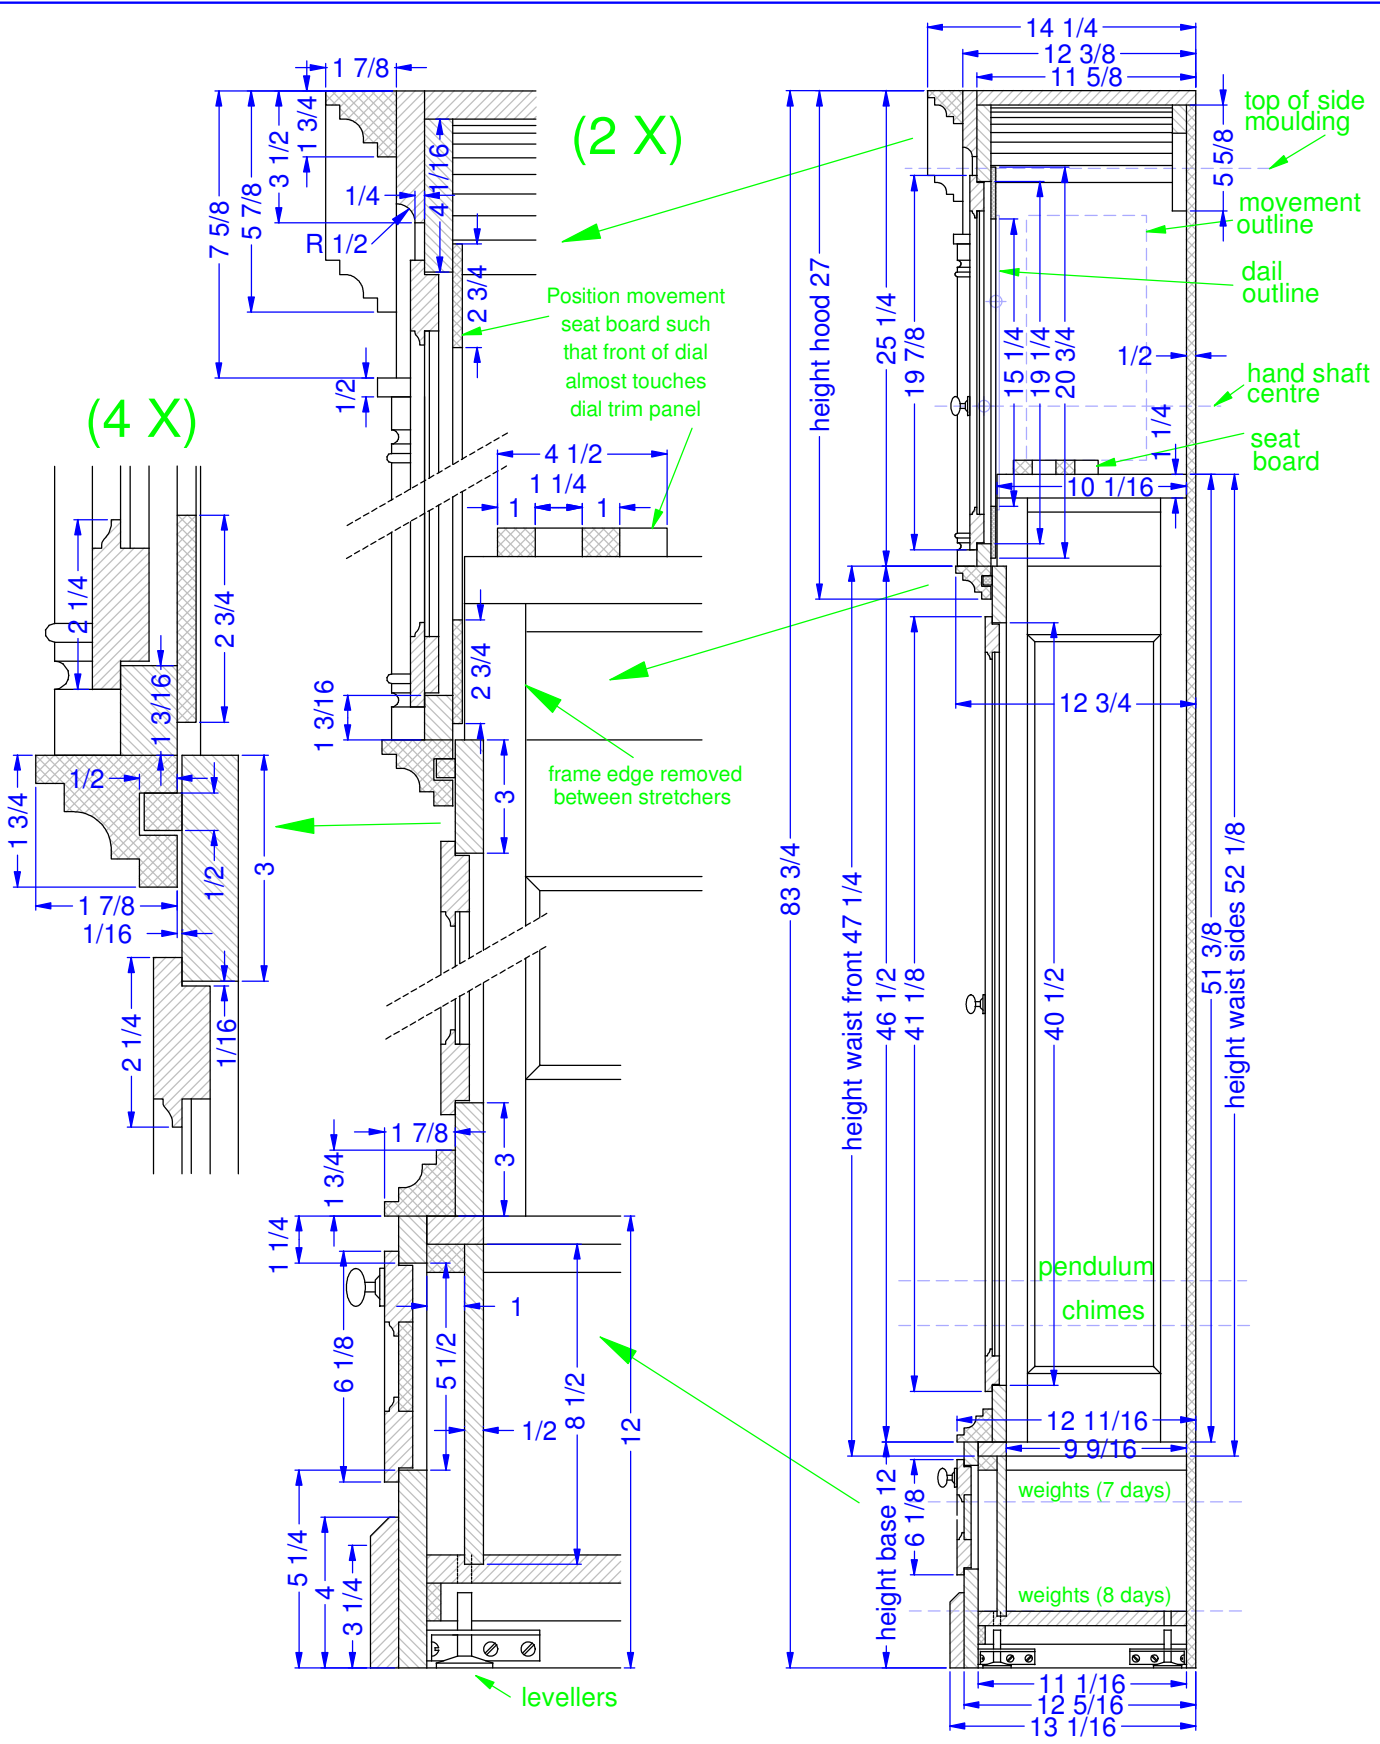 14 1/4
12 3/8
11 5/8
1 7/8
1 3/4
3 1/2
5 7/8
7 5/8
1/4
R 1/2
4 1/16
(2 X)
2 3/4
1/2
Position movement
seat board such
that front of dial
almost touches
dial trim panel
top of side
moulding
5 5/8
movement
outline
dail
outline
1/2
hand shaft
centre
1 1/4
seat
board
height hood 27
25 1/4
19 7/8
15 1/4
19 1/4
20 3/4
10 1/16
(4 X)
4 1/2
1 1/4
1
1
2 1/4
2 3/4
1 3/16
1/2
1 3/4
1/2
3
1 7/8
1/16
2 1/4
1/16
2 3/4
1 3/16
3
frame edge removed
between stretchers
12 3/4
83 3/4
height waist front 47 1/4
46 1/2
41 1/8
40 1/2
51 3/8
height waist sides 52 1/8
1 7/8
1 3/4
3
1 1/4
1
6 1/8
5 1/2
8 1/2
1/2
12
5 1/4
4
3 1/4
levellers
pendulum
chimes
12 11/16
9 9/16
height base 12
6 1/8
weights (7 days)
weights (8 days)
11 1/16
12 5/16
13 1/16